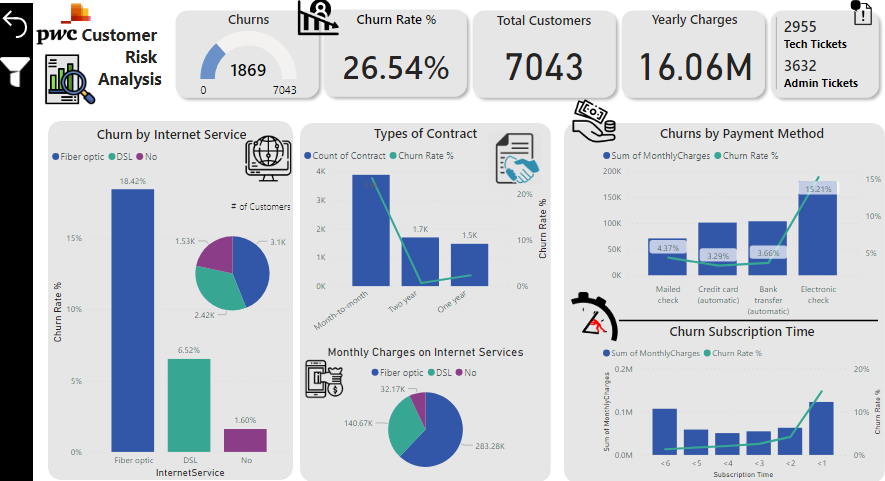 pwc Customer
Risk
Analysis
Churns
1869
0
7043
Churn Rate %
26.54%
Total Customers
7043
Yearly Charges
16.06M
2955
Tech Tickets
3632
Admin Tickets
Churn by Internet Service
Fiber optic DSL No
# of Customers
18.42%
15%
10%
5%
0%
Churn Rate %
1.53K
3.1K
2.42K
6.52%
1.60%
Fiber optic DSL No
InternetService
Types of Contract
Count of Contract Churn Rate %
4K
3K
2K
1K
0K
1.7K
1.5K
20%
10%
0%
Churn Rate %
Month-to-month
Two year
One year
Monthly Charges on Internet Services
Fiber optic DSL No
32.17K
140.67K
283.28K
Churns by Payment Method
Sum of MonthlyCharges Churn Rate %
200K
150K
100K
50K
0K
4.37%
3.29%
3.66%
15.21%
15%
10%
5%
Mailed
check
Credit card
(automatic)
Bank
transfer
(automatic)
Electronic
check
Churn Subscription Time
Sum of MonthlyCharges Churn Rate %
0.2M
0.1M
0.0M
Sum of MonthlyCharges
20%
10%
0%
Churn Rate %
<6 <5 <4 <3 <2 <1
Subscription Time